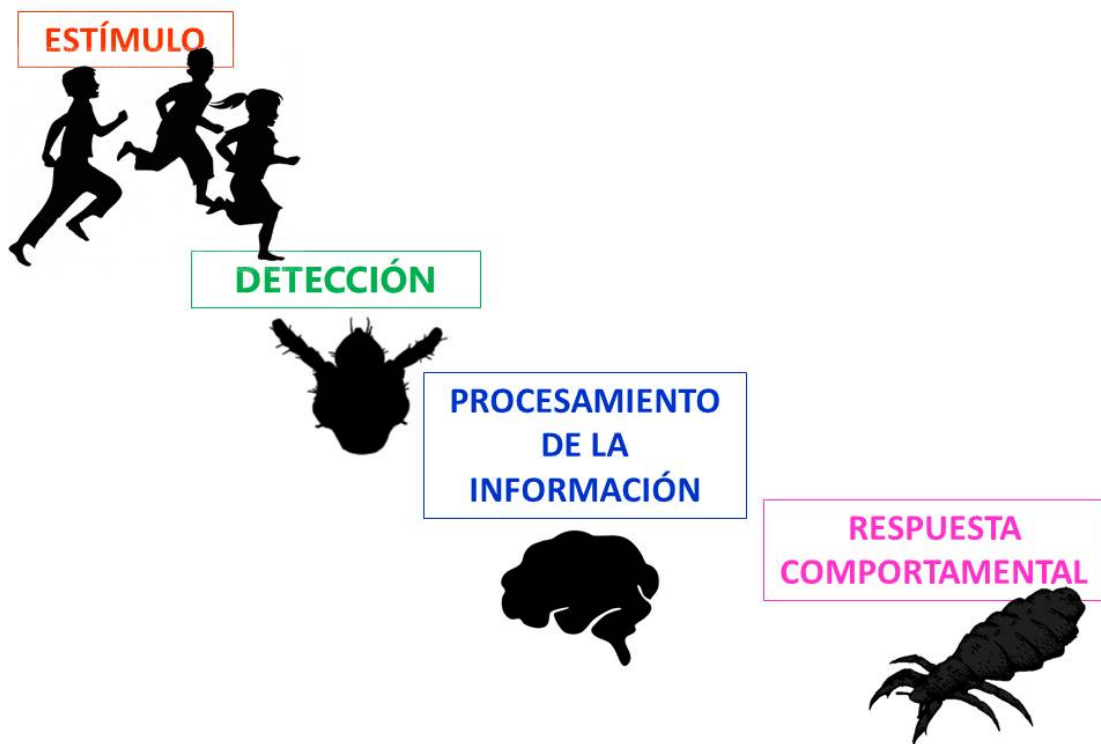 ESTÍMULO
DETECCIÓN
PROCESAMIENTO
DE LA
INFORMACIÓN
RESPUESTA
COMPORTAMENTAL